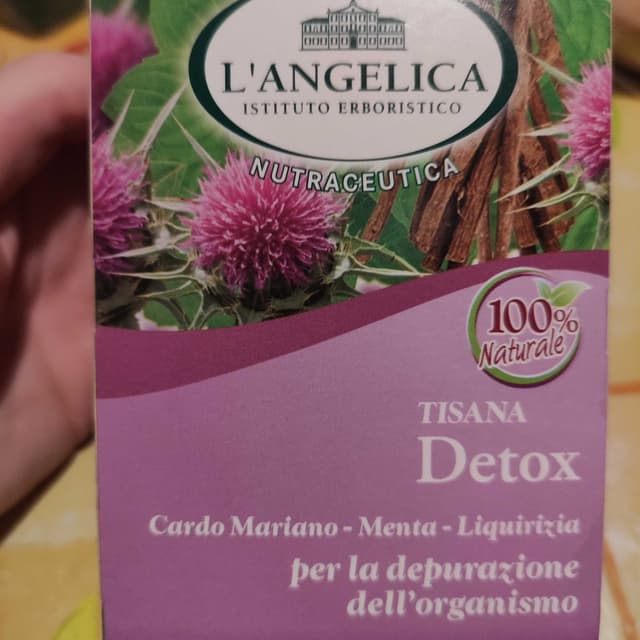 L'ANGELICA
ISTITUTO ERBORISTICO
NUTRACEUTICA
100%
Naturale
TISANA
Detox
Cardo Mariano - Menta - Liquirizia
per la depurazione
dell'organismo